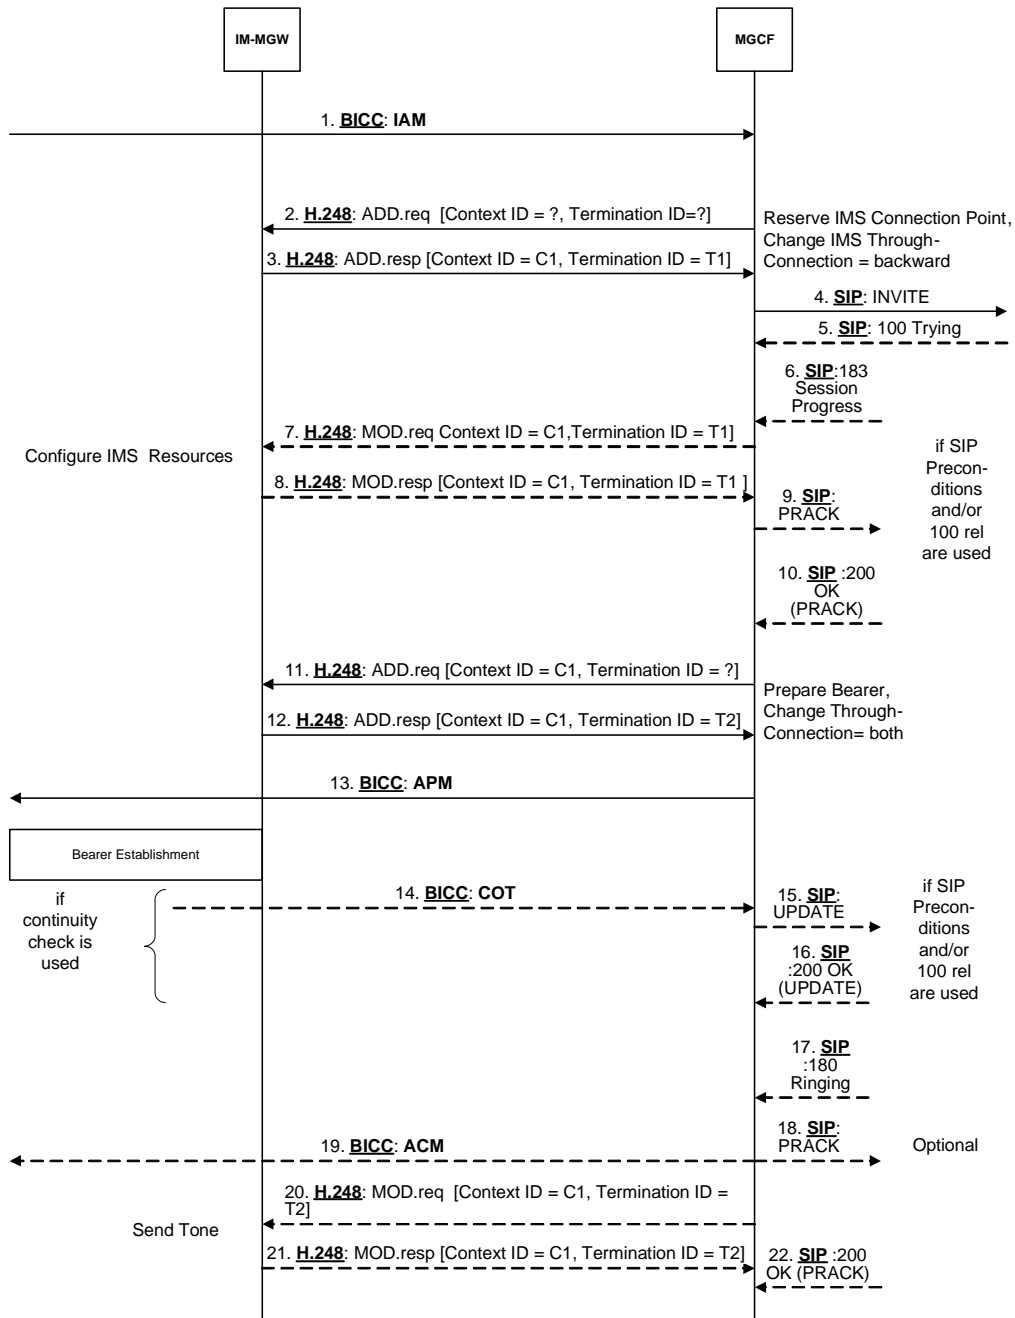 IM-MGW
MGCF
1. BICC: IAM
2. H.248: ADD.req [Context ID = ?, Termination ID=?]
Reserve IMS Connection Point,
Change IMS Through-
Connection = backward
3. H.248: ADD.resp [Context ID = C1, Termination ID = T1]
4. SIP: INVITE
5. SIP: 100 Trying
6. SIP:183
Session
Progress
7. H.248: MOD.req Context ID = C1,Termination ID = T1]
Configure IMS Resources
8. H.248: MOD.resp [Context ID = C1, Termination ID = T1 ]
9. SIP:
PRACK
if SIP
Precon-
ditions
and/or
100 rel
are used
10. SIP :200
OK
(PRACK)
11. H.248: ADD.req [Context ID = C1, Termination ID = ?]
Prepare Bearer,
Change Through-
Connection= both
12. H.248: ADD.resp [Context ID = C1, Termination ID = T2]
13. BICC: APM
Bearer Establishment
if
continuity
check is
used
14. BICC: COT
15. SIP:
UPDATE
if SIP
Precon-
ditions
and/or
100 rel
are used
16. SIP
:200 OK
(UPDATE)
17. SIP
:180
Ringing
18. SIP:
PRACK
Optional
19. BICC: ACM
20. H.248: MOD.req [Context ID = C1, Termination ID =
T2]
Send Tone
21. H.248: MOD.resp [Context ID = C1, Termination ID = T2]
22. SIP :200
OK (PRACK)